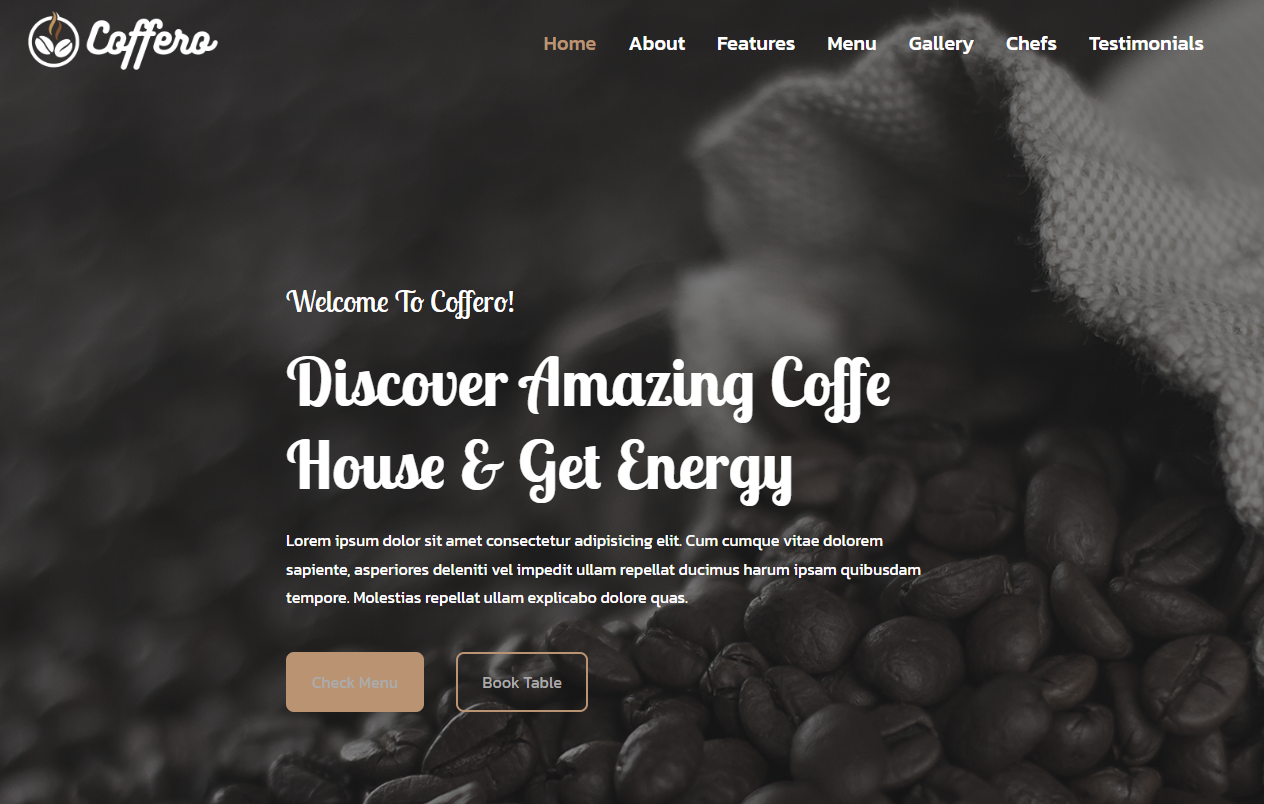 Coffero
Home About Features Menu Gallery Chefs Testimonials
Welcome To Coffero!
Discover Amazing Coffe
House & Get Energy
Lorem ipsum dolor sit amet consectetur adipisicing elit. Cum cumque vitae dolorem
sapiente, asperiores deleniti vel impedit ullam repellat ducimus harum ipsam quibusdam
tempore. Molestias repellat ullam explicabo dolore quas.
Check Menu Book Table